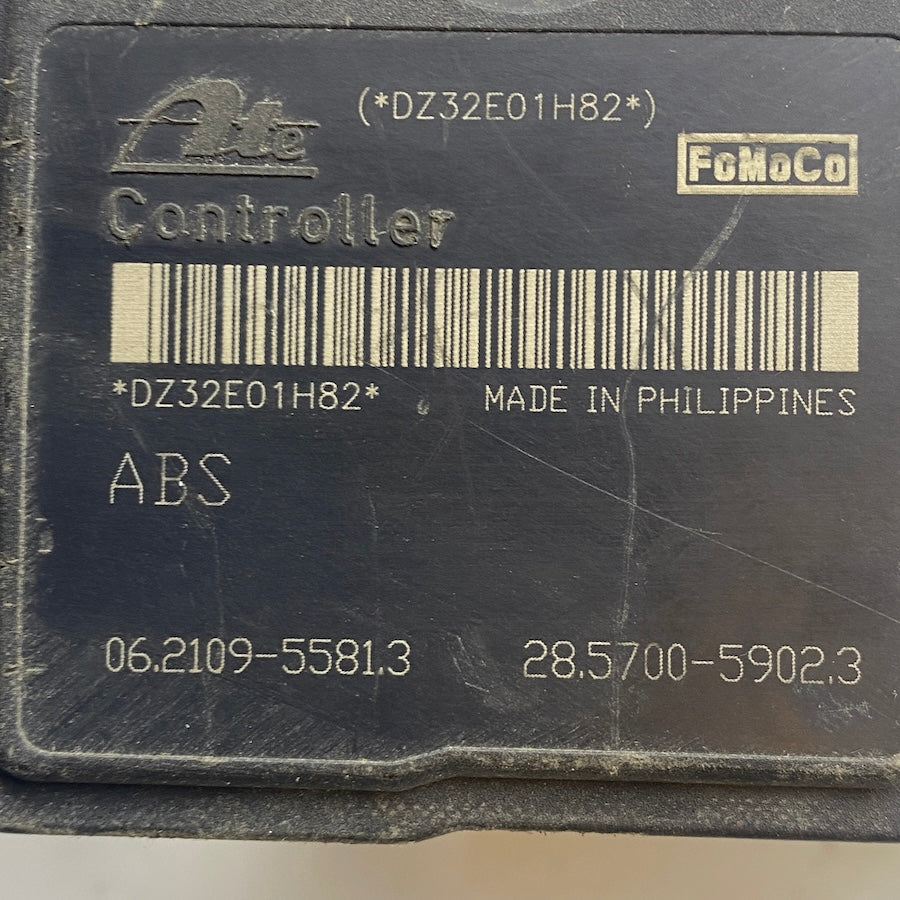 Ate (*DZ32E01H82*)
FoMoCo
Controller
*DZ32E01H82* MADE IN PHILIPPINES
ABS
06.2109-5581.3 28.5700-5902.3